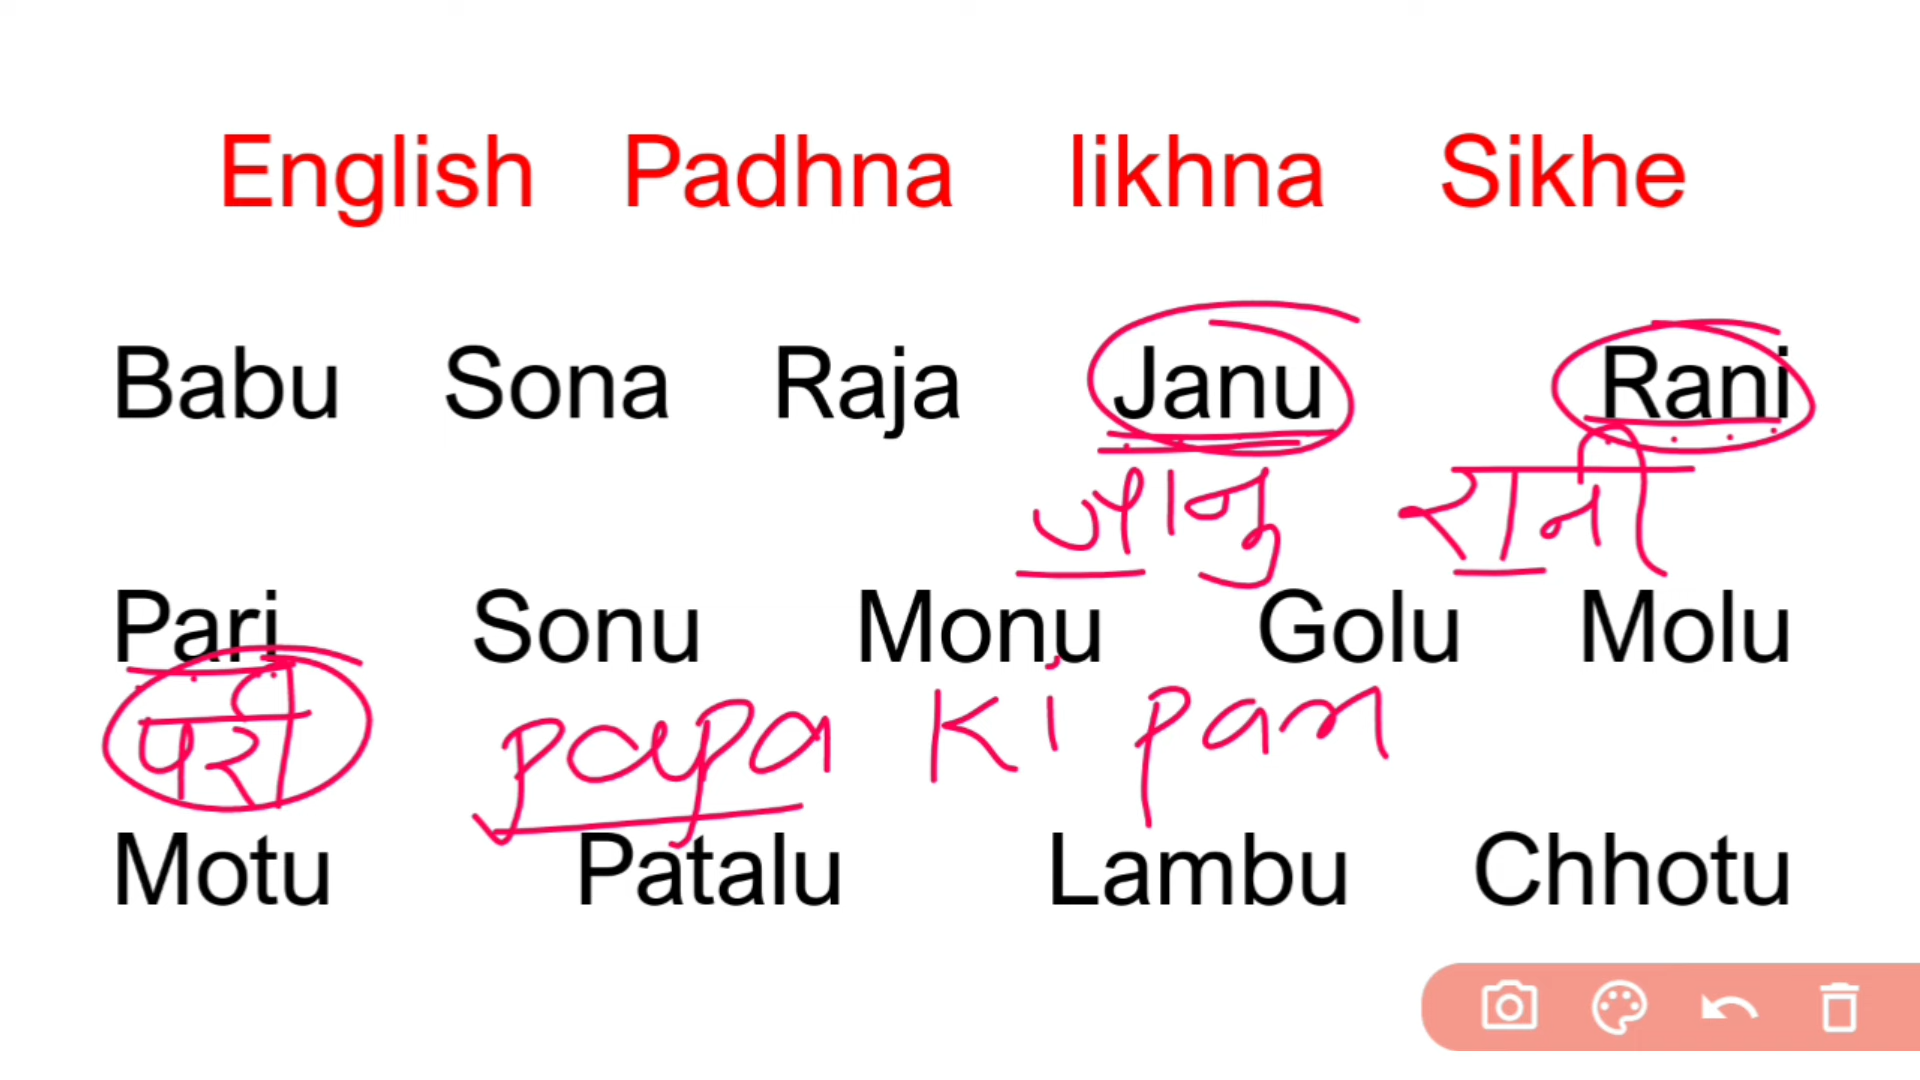 English Padhna likhna Sikhe
Babu Sona Raja Janu Rani
जानु रानी
Pari Sonu Monu Golu Molu
परी papa Ki pari
Motu Patalu Lambu Chhotu